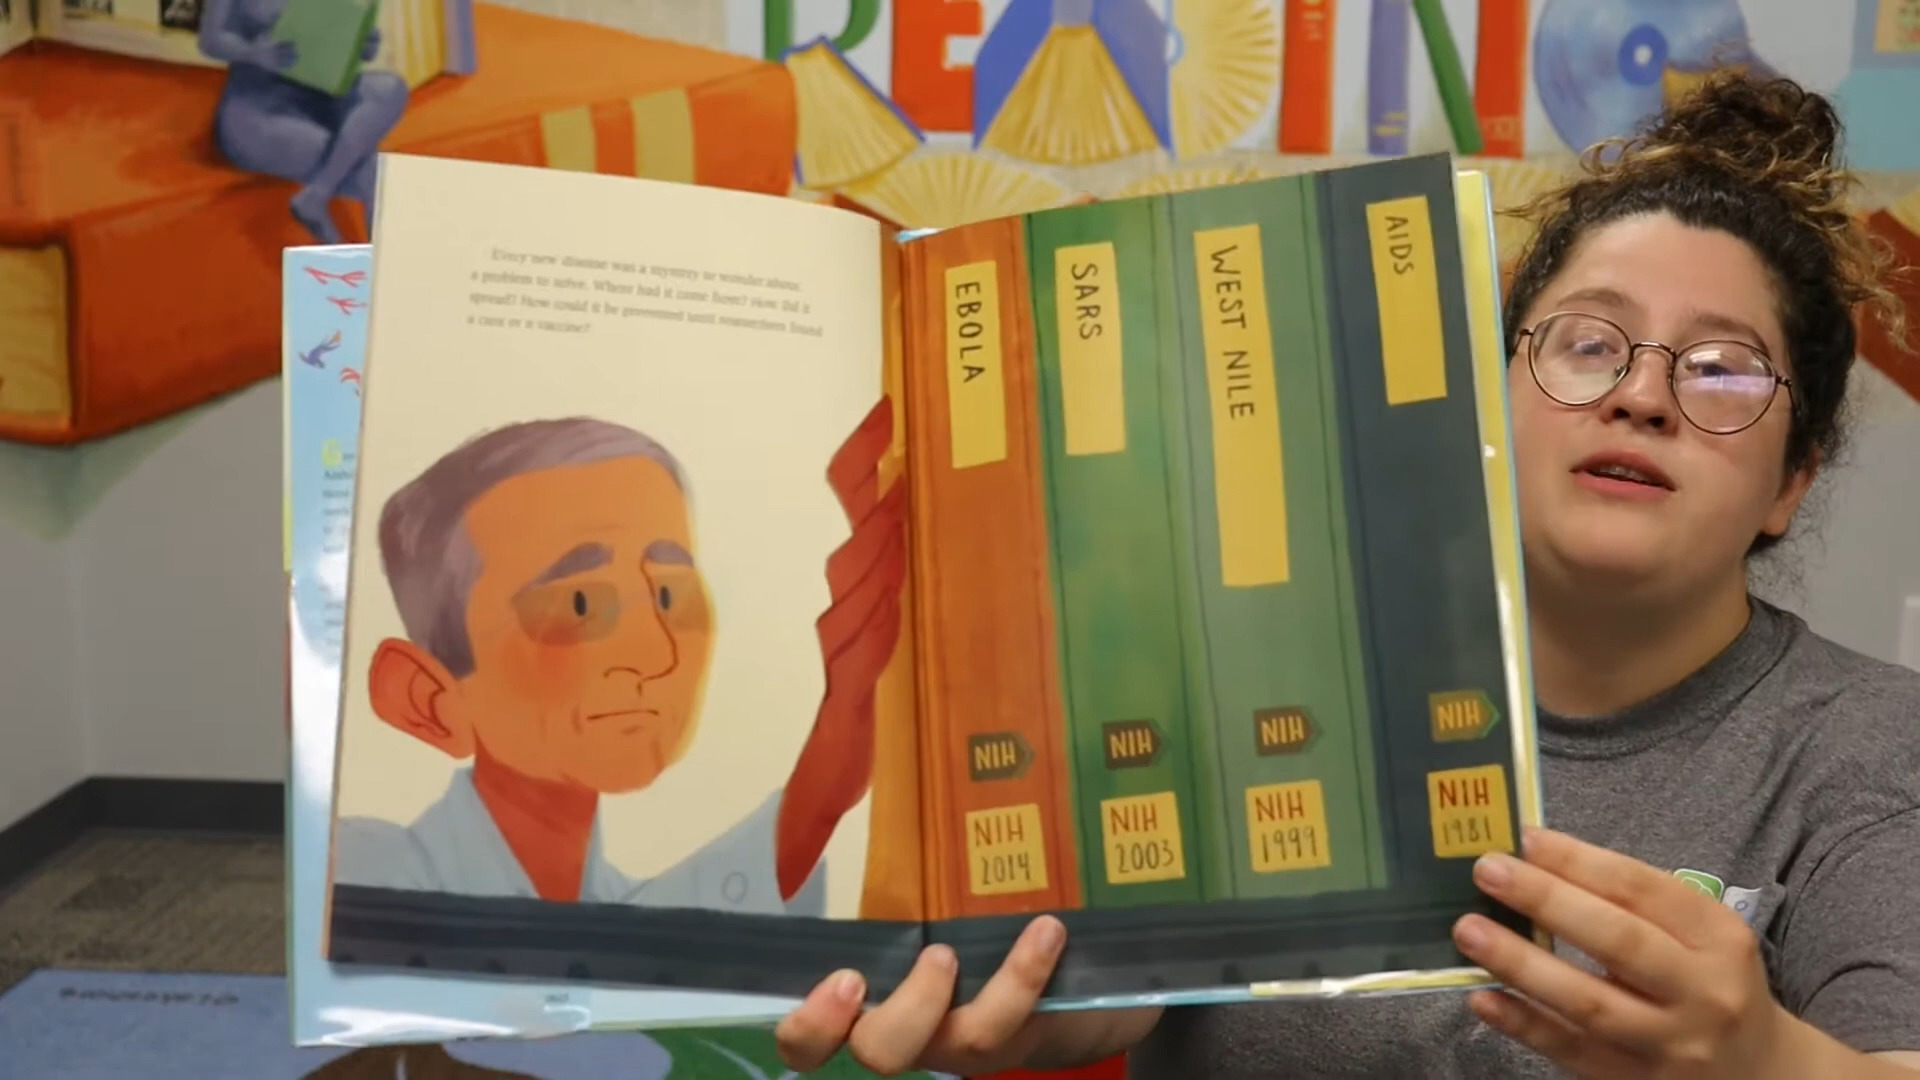 READING
Every new disease was a mystery to wonder about,
a problem to solve. Where had it come from? How did it
spread? How could it be prevented until researchers found
a cure or a vaccine?
EBOLA
SARS
WEST NILE
AIDS
NIH
NIH
NIH
NIH
NIH
2014
NIH
2003
NIH
1999
NIH
1981